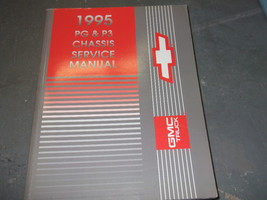 1995
PG & P3
CHASSIS
SERVICE
MANUAL
GMC
TRUCK